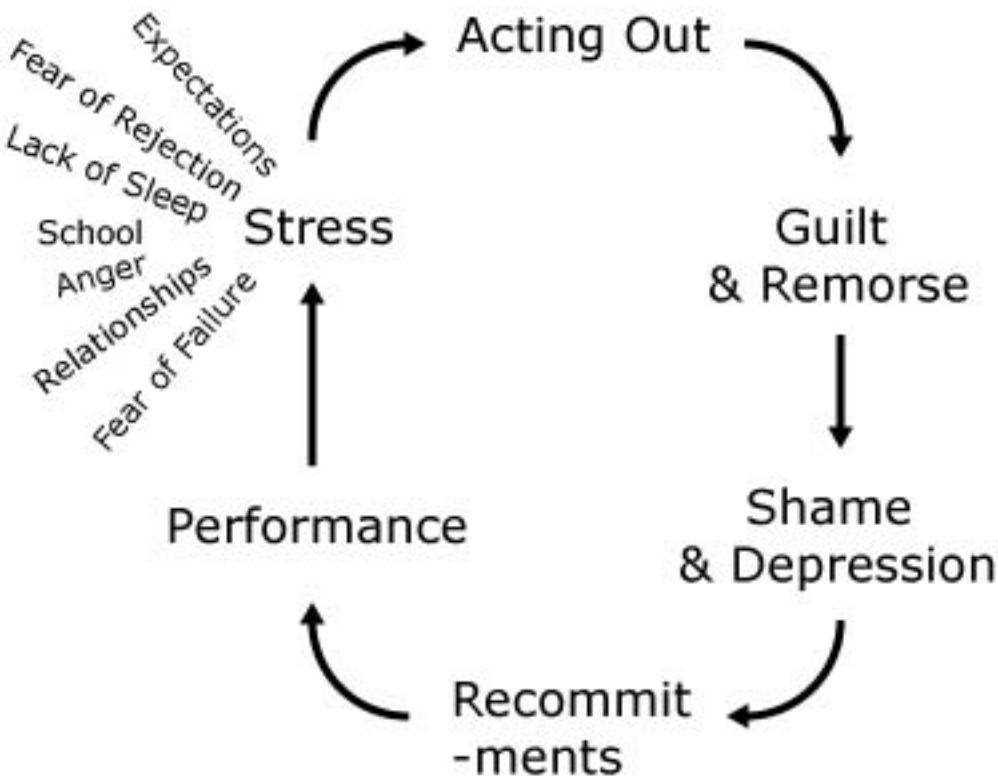 Acting Out
Guilt
& Remorse
Shame
& Depression
Recommit
-ments
Performance
Stress
Expectations
Fear of Rejection
Lack of Sleep
School
Anger
Relationships
Fear of Failure